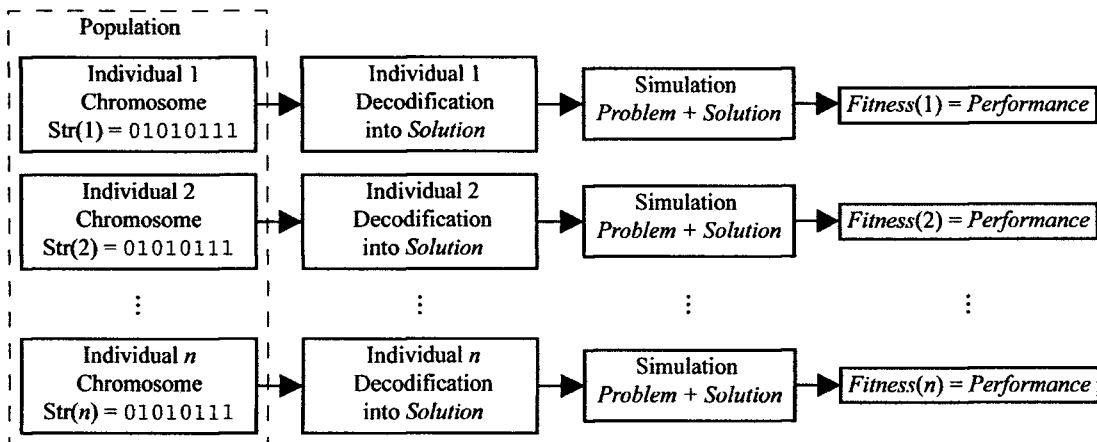 Population
Individual 1
Chromosome
Str(1) = 01010111
Individual 1
Decodification
into Solution
Simulation
Problem + Solution
Fitness(1) = Performance
Individual 2
Chromosome
Str(2) = 01010111
Individual 2
Decodification
into Solution
Simulation
Problem + Solution
Fitness(2) = Performance
⋮ ⋮ ⋮ ⋮
Individual n
Chromosome
Str(n) = 01010111
Individual n
Decodification
into Solution
Simulation
Problem + Solution
Fitness(n) = Performance